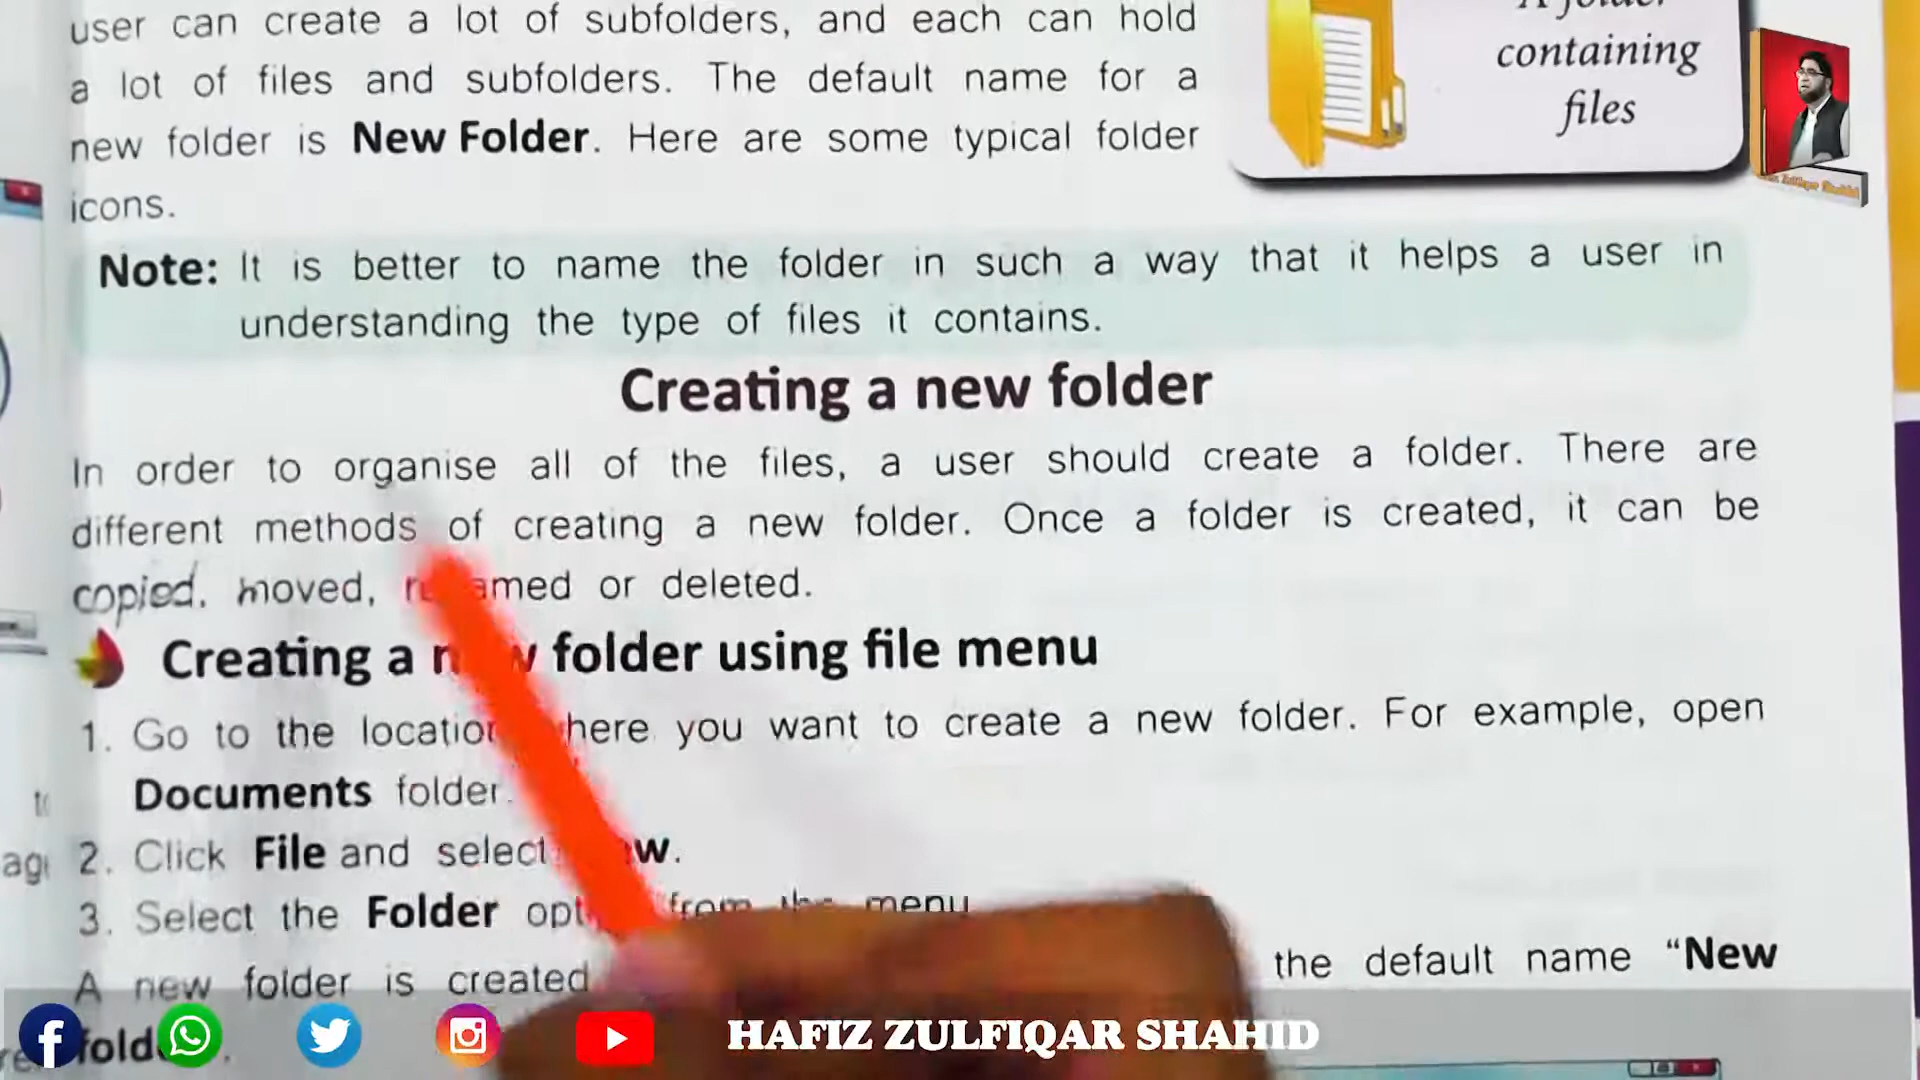 user can create a lot of subfolders, and each can hold
a lot of files and subfolders. The default name for a
new folder is New Folder. Here are some typical folder
icons.
containing
files
Note: It is better to name the folder in such a way that it helps a user in
understanding the type of files it contains.
Creating a new folder
In order to organise all of the files, a user should create a folder. There are
different methods of creating a new folder. Once a folder is created, it can be
copied. moved, or deleted.
Creating a folder using file menu
1. Go to the location here you want to create a new folder. For example, open
Documents folder.
2. Click File and select
3. Select the Folder from the menu
A new folder is created the default name “New
HAFIZ ZULFIQAR SHAHID